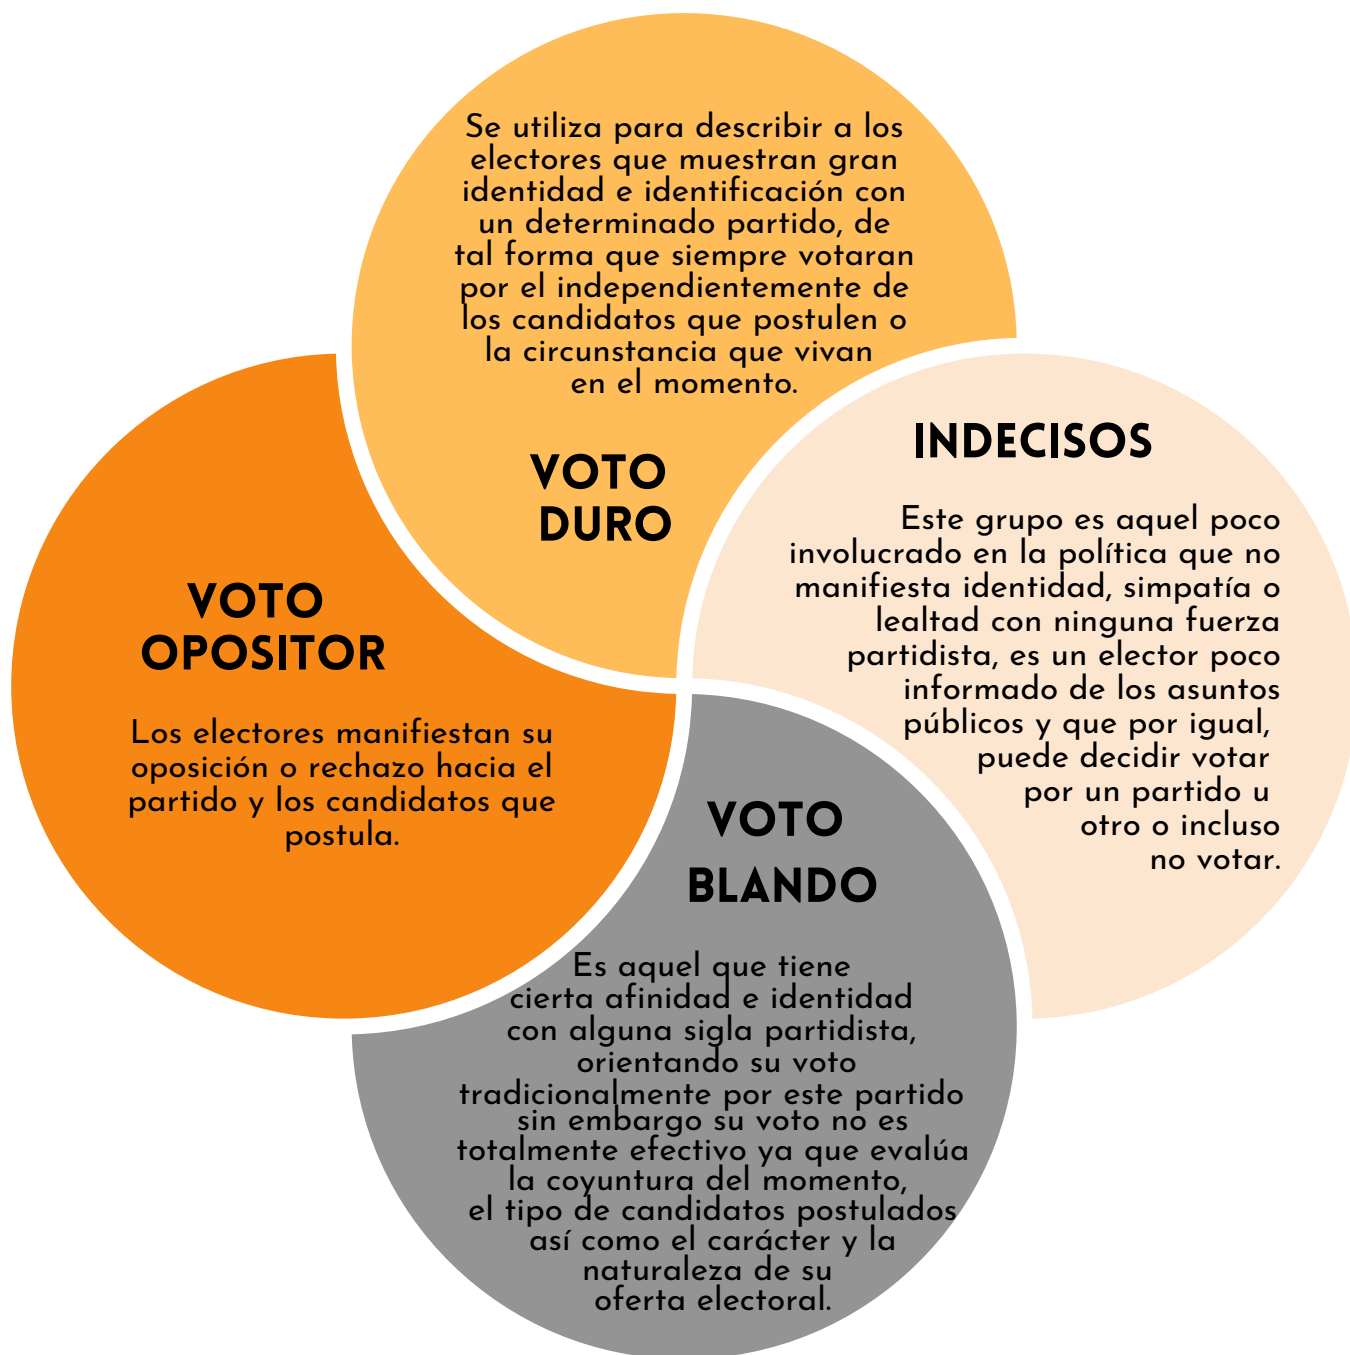 Se utiliza para describir a los
electores que muestran gran
identidad e identificación con
un determinado partido, de
tal forma que siempre votaran
por el independientemente de
los candidatos que postulen o
la circunstancia que vivan
en el momento.
VOTO
DURO
INDECISOS
Este grupo es aquel poco
involucrado en la política que no
manifiesta identidad, simpatía o
lealtad con ninguna fuerza
partidista, es un elector poco
informado de los asuntos
públicos y que por igual,
puede decidir votar
por un partido u
otro o incluso
no votar.
VOTO
OPOSITOR
Los electores manifiestan su
oposición o rechazo hacia el
partido y los candidatos que
postula.
VOTO
BLANDO
Es aquel que tiene
cierta afinidad e identidad
con alguna sigla partidista,
orientando su voto
tradicionalmente por este partido
sin embargo su voto no es
totalmente efectivo ya que evalúa
la coyuntura del momento,
el tipo de candidatos postulados
así como el carácter y la
naturaleza de su
oferta electoral.